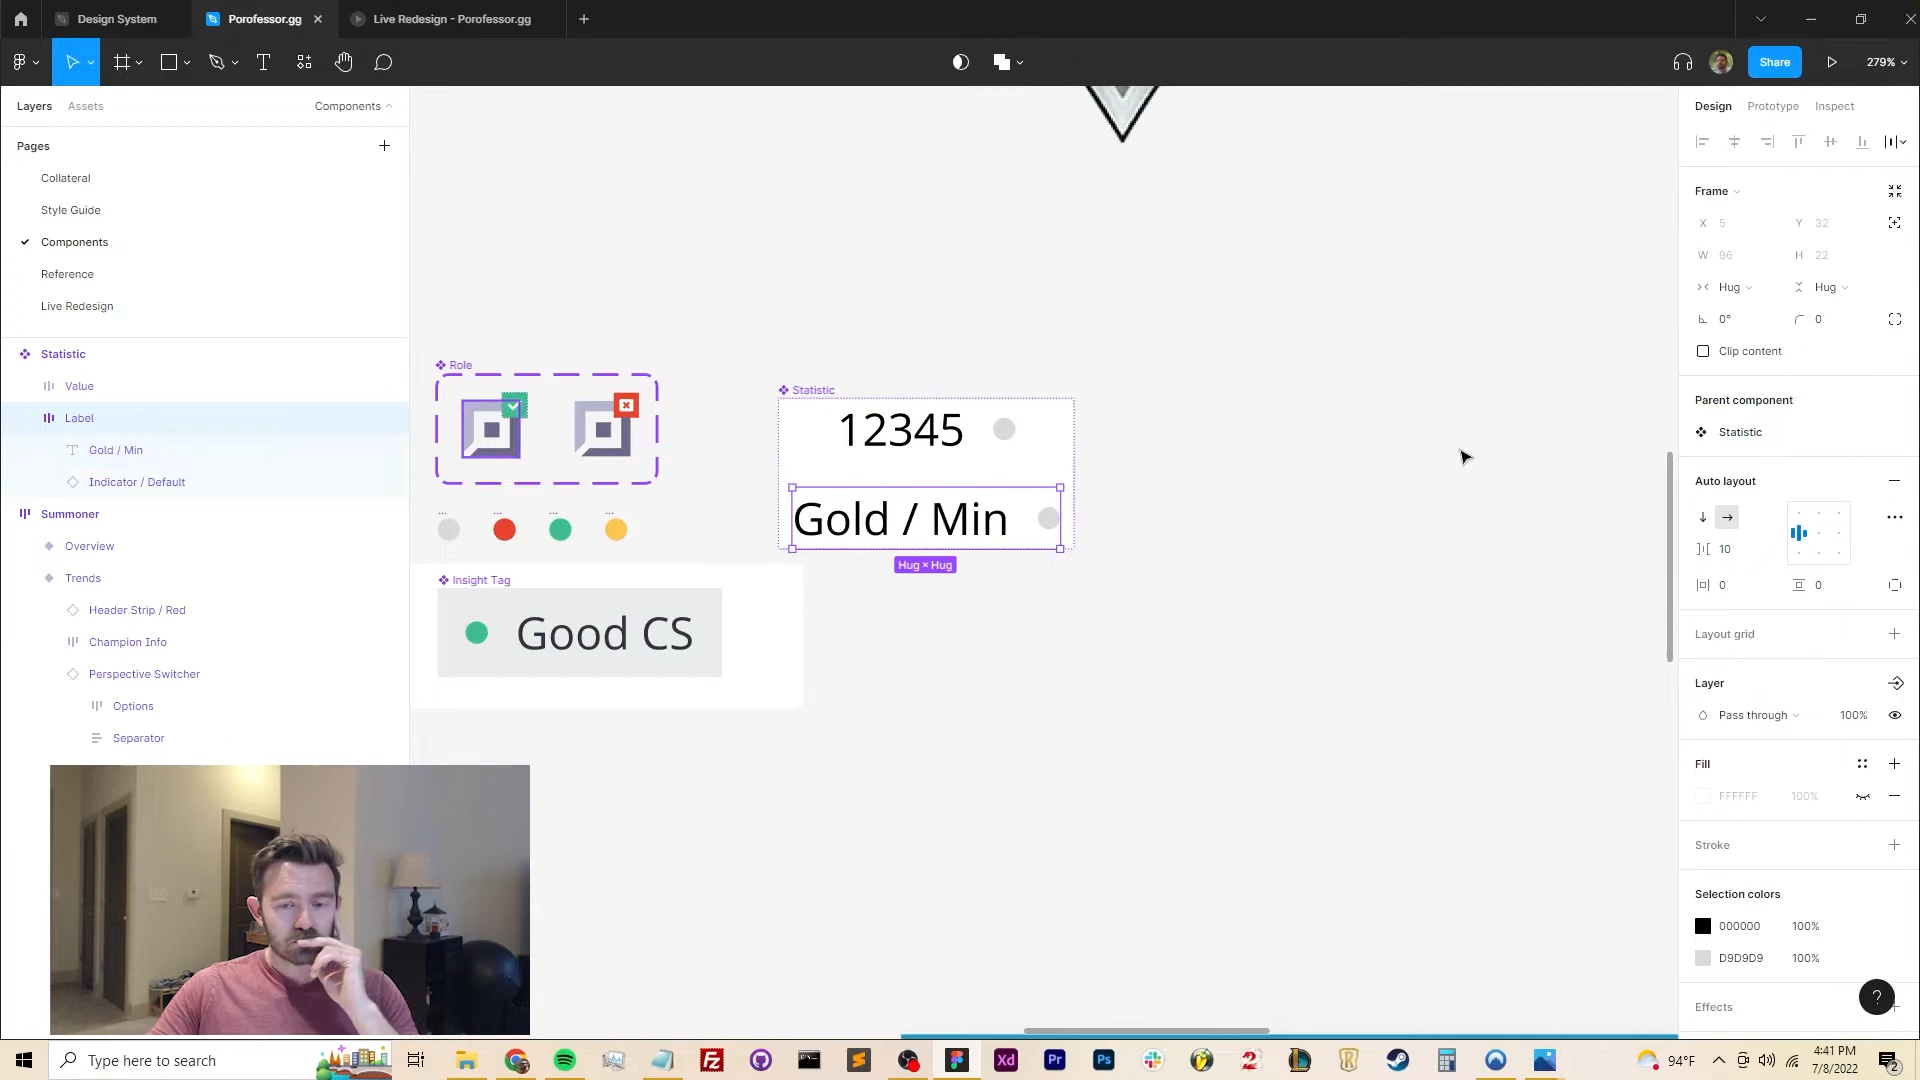 Design System
Porofessor.gg
Live Redesign - Porofessor.gg
Share
279%
Layers
Assets
Components
Design
Prototype
Inspect
Pages
Collateral
Style Guide
Components
Reference
Live Redesign
Statistic
Value
Label
Gold / Min
Indicator / Default
Summoner
Overview
Trends
Header Strip / Red
Champion Info
Perspective Switcher
Options
Separator
Role
...
...
...
...
Insight Tag
Good CS
Statistic
12345
Gold / Min
Hug × Hug
Frame
X 5
Y 32
W 96
H 22
Hug
Hug
0°
0
Clip content
Parent component
Statistic
Auto layout
10
0
0
Layout grid
Layer
Pass through
100%
Fill
FFFFFF
100%
Stroke
Selection colors
000000
100%
D9D9D9
100%
Effects
?
Type here to search
Xd
Pr
Ps
94°F
4:41 PM
7/8/2022
2